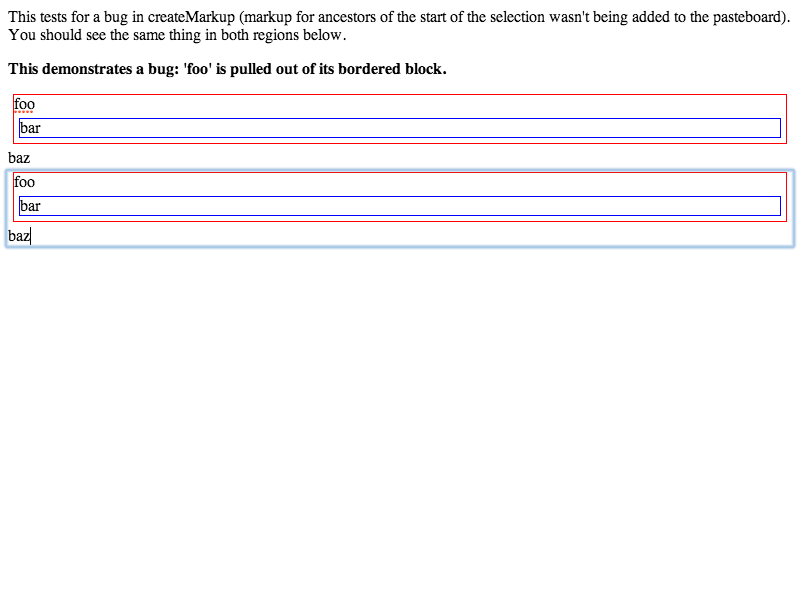 This tests for a bug in createMarkup (markup for ancestors of the start of the selection wasn't being added to the pasteboard).
You should see the same thing in both regions below.
This demonstrates a bug: 'foo' is pulled out of its bordered block.
foo
bar
baz
foo
bar
baz